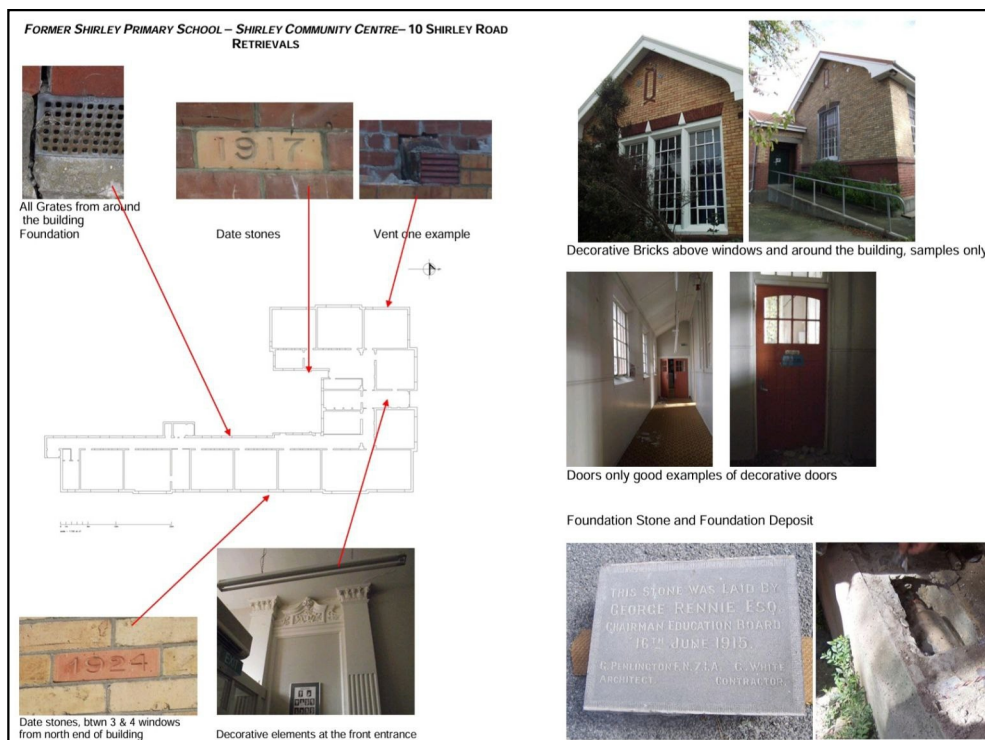 FORMER SHIRLEY PRIMARY SCHOOL – SHIRLEY COMMUNITY CENTRE– 10 SHIRLEY ROAD
RETRIEVALS
1917
All Grates from around
the building
Foundation
Date stones
Vent one example
1924
Date stones, btwn 3 & 4 windows
from north end of building
Decorative elements at the front entrance
Decorative Bricks above windows and around the building, samples only
Doors only good examples of decorative doors
Foundation Stone and Foundation Deposit
THIS STONE WAS LAID BY
GEORGE RENNIE ESQ.
CHAIRMAN EDUCATION BOARD
16TH JUNE 1915.
G. PENLINGTON F.N.Z.I.A. C. WHITE
ARCHITECT. CONTRACTOR.